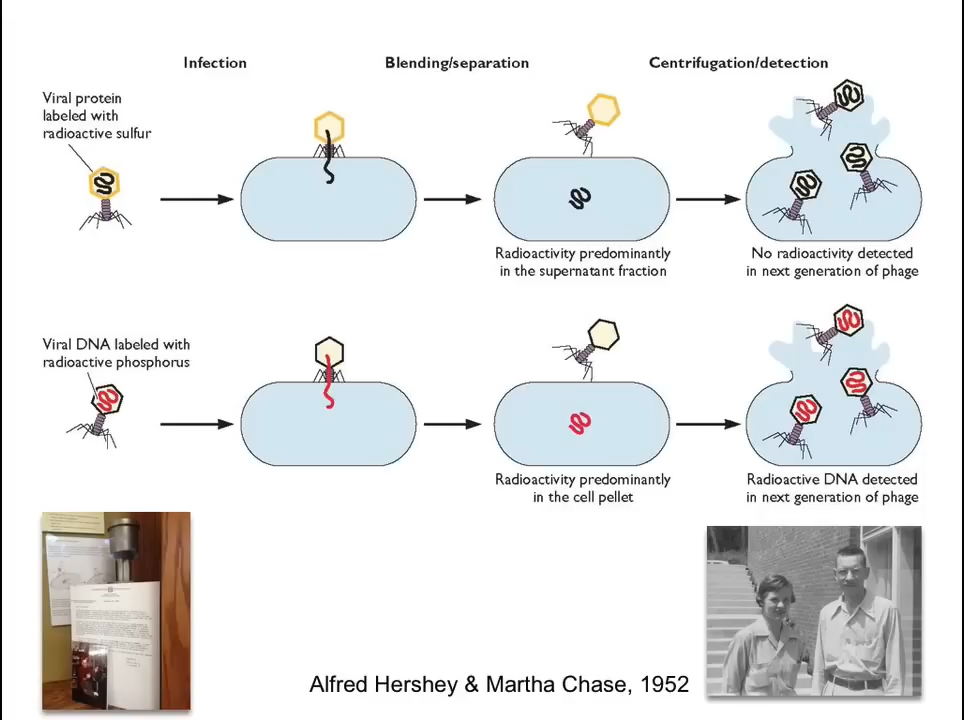 Infection
Blending/separation
Centrifugation/detection
Viral protein
labeled with
radioactive sulfur
Radioactivity predominantly
in the supernatant fraction
No radioactivity detected
in next generation of phage
Viral DNA labeled with
radioactive phosphorus
Radioactivity predominantly
in the cell pellet
Radioactive DNA detected
in next generation of phage
Alfred Hershey & Martha Chase, 1952